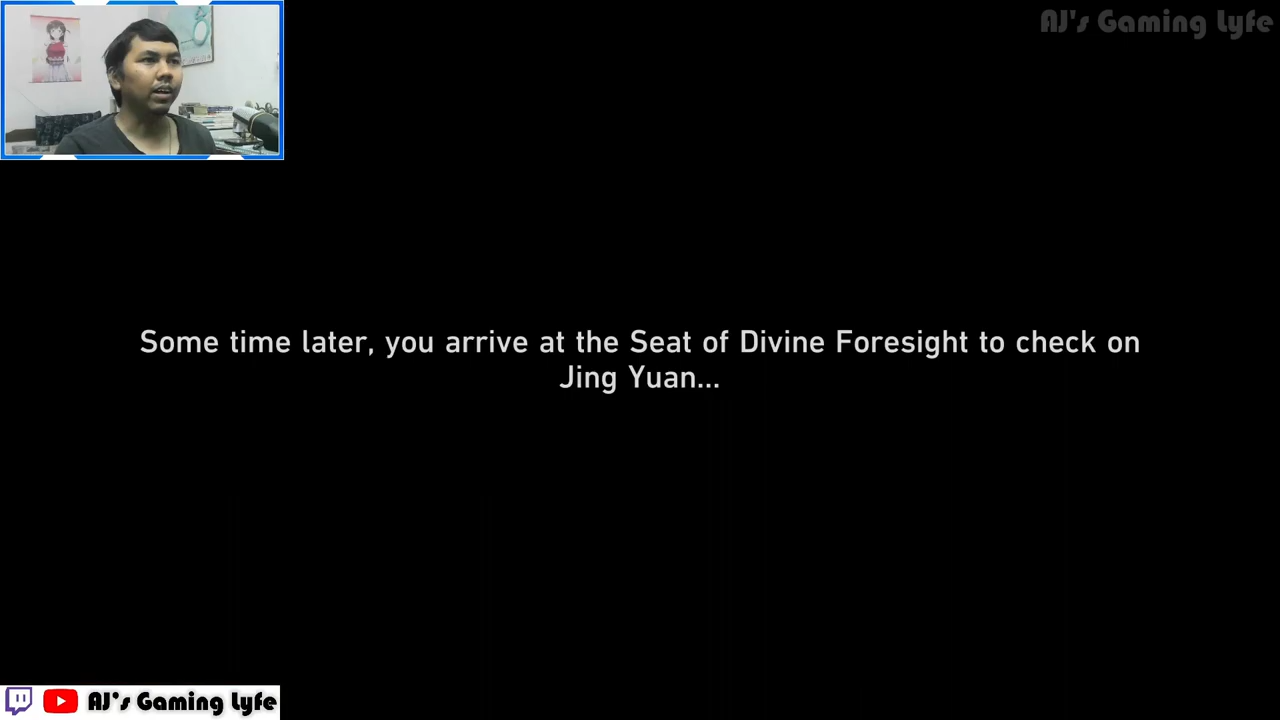 AJ's Gaming Lyfe
Some time later, you arrive at the Seat of Divine Foresight to check on
Jing Yuan...
AJ's Gaming Lyfe